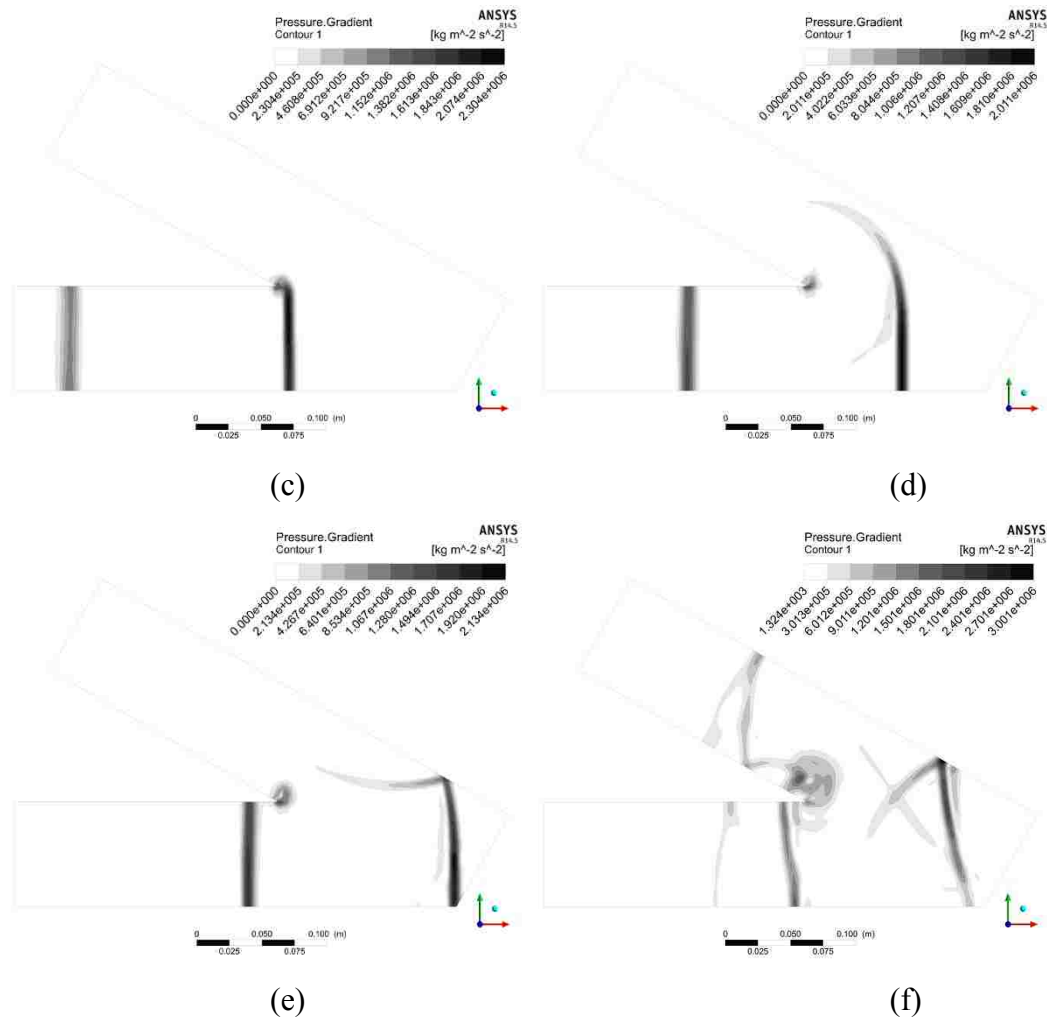 Pressure.Gradient
Contour 1
[kg m^-2 s^-2]
ANSYS
R14.5
0.000e+000
2.304e+005
4.608e+005
6.912e+005
9.217e+005
1.152e+006
1.382e+006
1.613e+006
1.843e+006
2.074e+006
2.304e+006
0 0.050 0.100 (m)
0.025 0.075
(c)
Pressure.Gradient
Contour 1
[kg m^-2 s^-2]
ANSYS
R14.5
0.000e+000
2.011e+005
4.022e+005
6.033e+005
8.044e+005
1.006e+006
1.207e+006
1.408e+006
1.609e+006
1.810e+006
2.011e+006
0 0.050 0.100 (m)
0.025 0.075
(d)
Pressure.Gradient
Contour 1
[kg m^-2 s^-2]
ANSYS
R14.5
0.000e+000
2.134e+005
4.267e+005
6.401e+005
8.534e+005
1.067e+006
1.280e+006
1.494e+006
1.707e+006
1.920e+006
2.134e+006
0 0.050 0.100 (m)
0.025 0.075
(e)
Pressure.Gradient
Contour 1
[kg m^-2 s^-2]
ANSYS
R14.5
1.324e+003
3.013e+005
6.012e+005
9.011e+005
1.201e+006
1.501e+006
1.801e+006
2.101e+006
2.401e+006
2.701e+006
3.001e+006
0 0.050 0.100 (m)
0.025 0.075
(f)